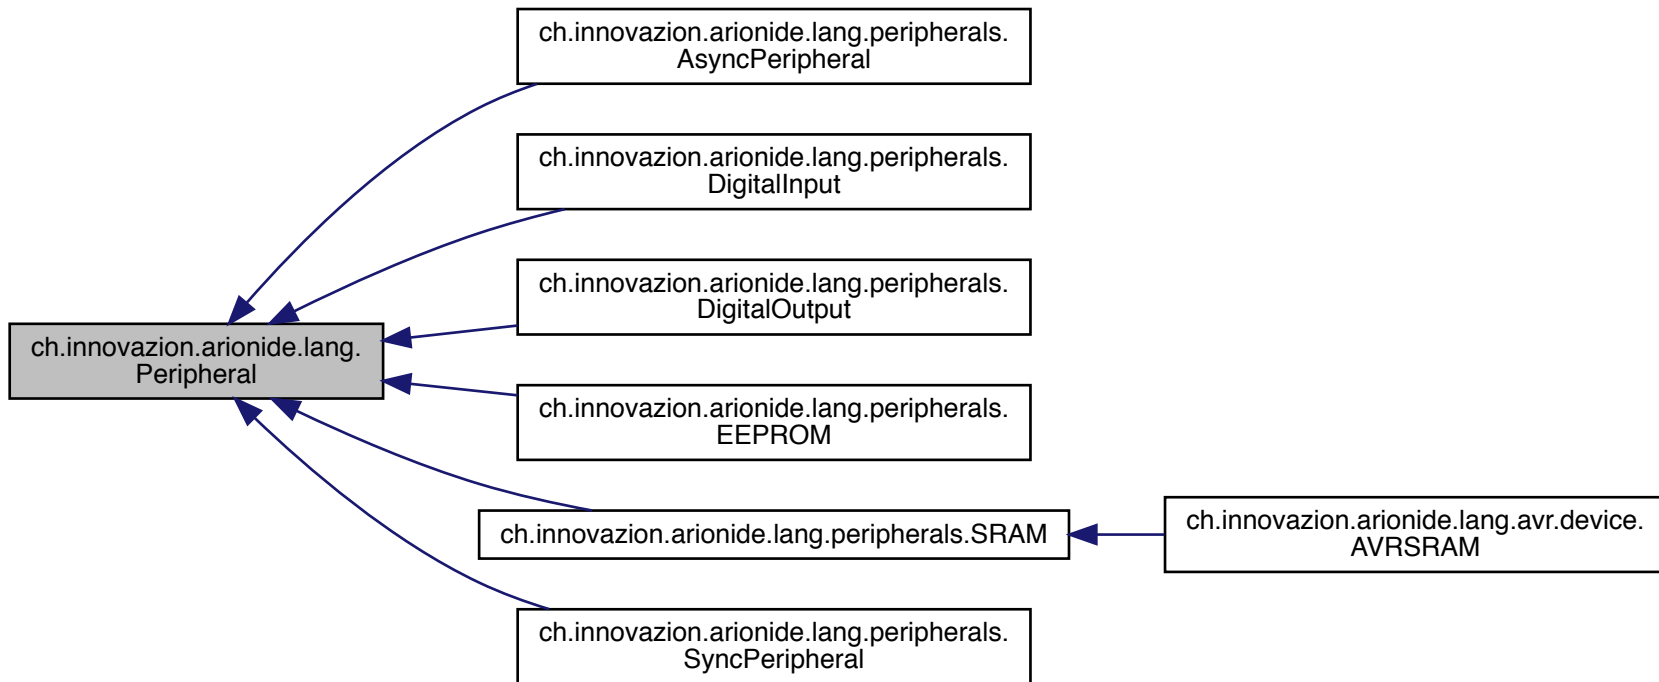 ch.innovazion.arionide.lang.peripherals.
AsyncPeripheral
ch.innovazion.arionide.lang.peripherals.
DigitalInput
ch.innovazion.arionide.lang.peripherals.
DigitalOutput
ch.innovazion.arionide.lang.
Peripheral
ch.innovazion.arionide.lang.peripherals.
EEPROM
ch.innovazion.arionide.lang.peripherals.SRAM
ch.innovazion.arionide.lang.avr.device.
AVRSRAM
ch.innovazion.arionide.lang.peripherals.
SyncPeripheral